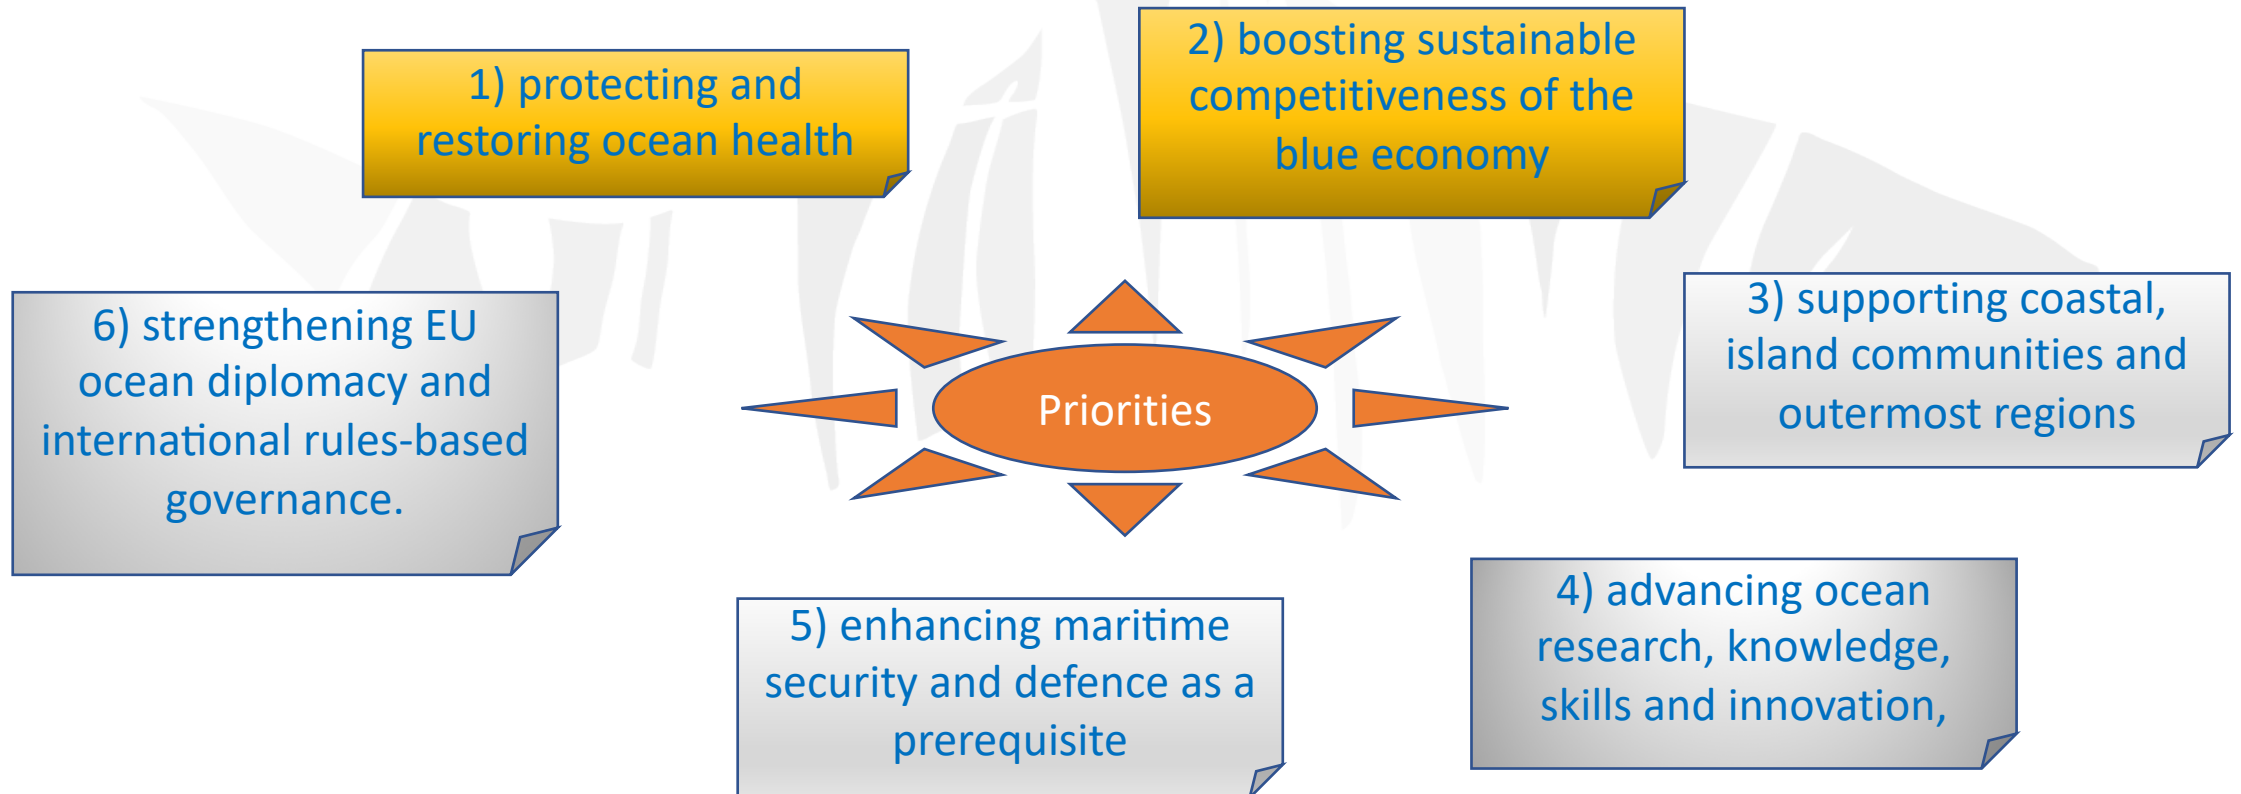 1) protecting and
restoring ocean health
2) boosting sustainable
competitiveness of the
blue economy
3) supporting coastal,
island communities and
outermost regions
4) advancing ocean
research, knowledge,
skills and innovation,
5) enhancing maritime
security and defence as a
prerequisite
6) strengthening EU
ocean diplomacy and
international rules-based
governance.
Priorities